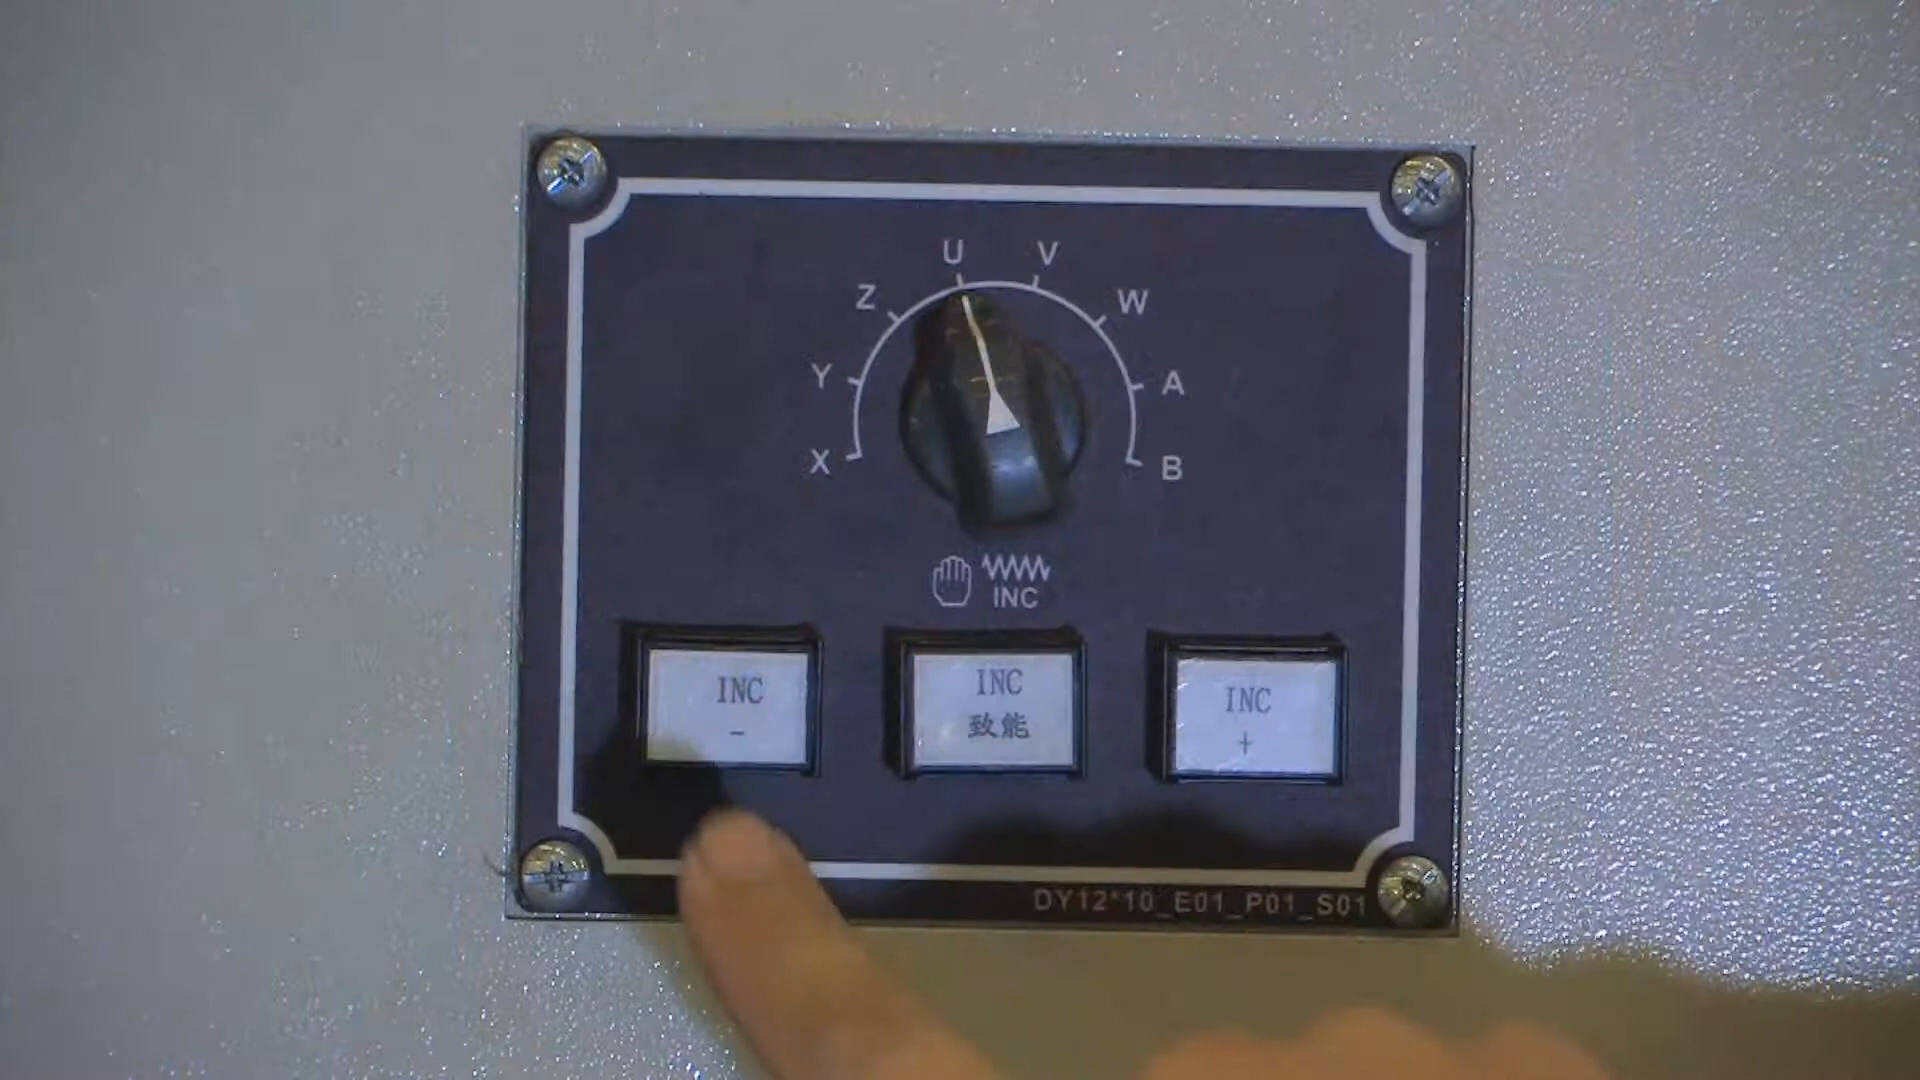 U V
Z W
Y A
X B
INC
INC
-
INC
致能
INC
+
DY12*10_E01_P01_S01